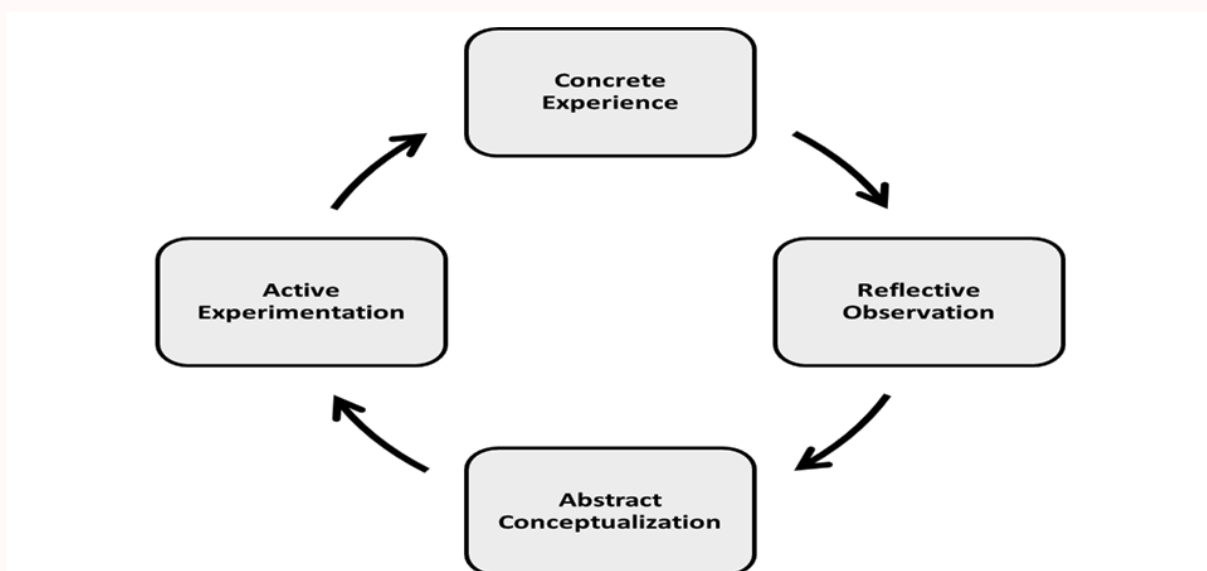 Concrete
Experience
Active
Experimentation
Reflective
Observation
Abstract
Conceptualization